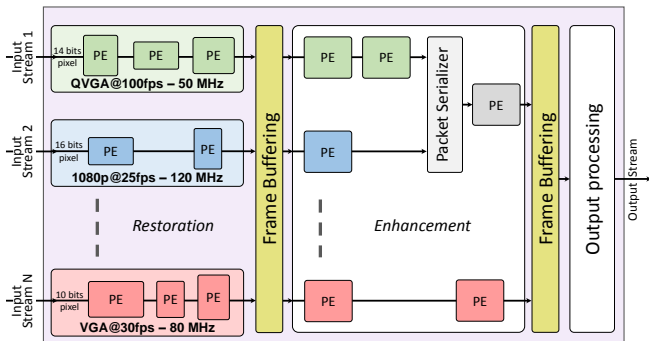 Input
Stream 1
14 bits
pixel
PE
PE
PE
QVGA@100fps – 50 MHz
Input
Stream 2
16 bits
pixel
PE
PE
1080p@25fps – 120 MHz
Restoration
Input
Stream N
10 bits
pixel
PE
PE
PE
VGA@30fps – 80 MHz
Frame Buffering
PE
PE
PE
Packet Serializer
PE
Enhancement
PE
PE
Frame Buffering
Output processing
Output Stream